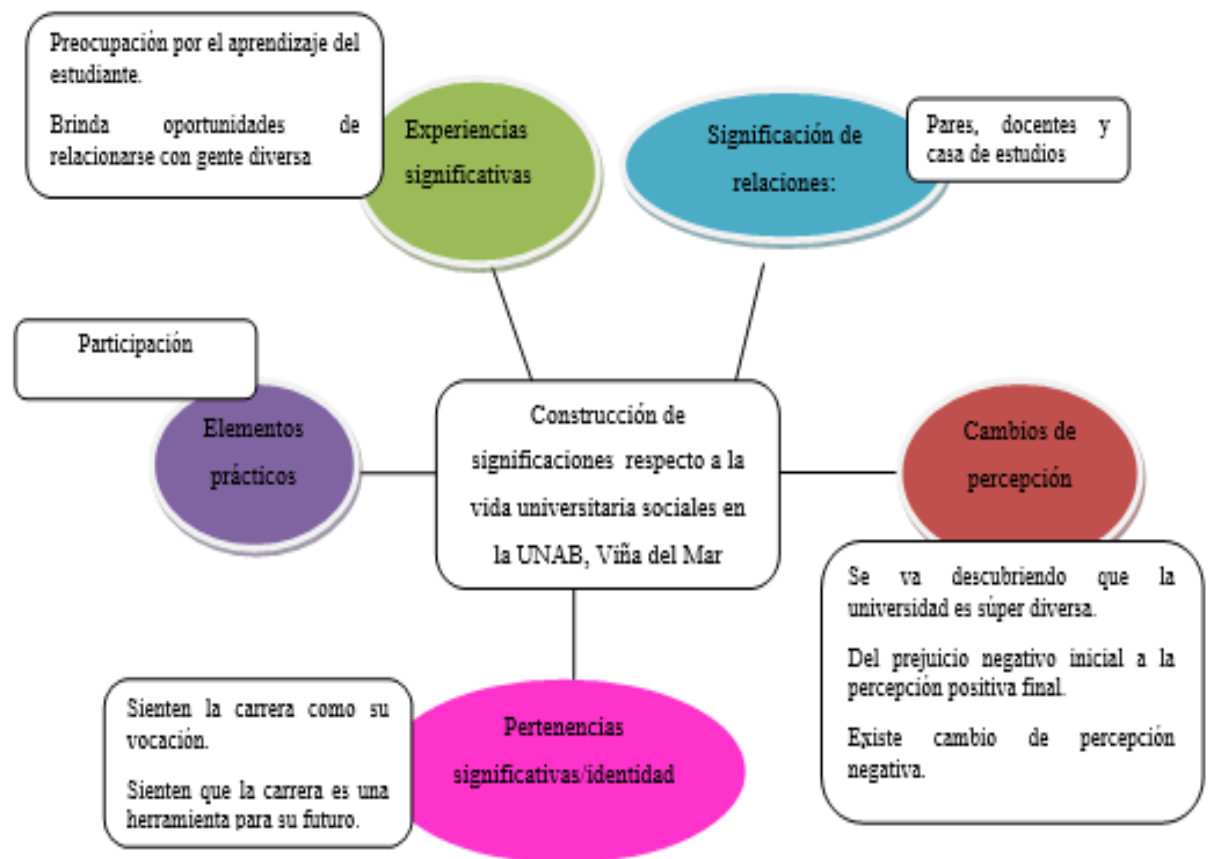 Preocupación por el aprendizaje del
estudiante.
Brinda oportunidades de
relacionarse con gente diversa
Experiencias
significativas
Significación de
relaciones:
Pares, docentes y
casa de estudios
Participación
Elementos
prácticos
Construcción de
significaciones respecto a la
vida universitaria sociales en
la UNAB, Viña del Mar
Cambios de
percepción
Se va descubriendo que la
universidad es súper diversa.
Del prejuicio negativo inicial a la
percepción positiva final.
Existe cambio de percepción
negativa.
Sienten la carrera como su
vocación.
Sienten que la carrera es una
herramienta para su futuro.
Pertenencias
significativas/identidad